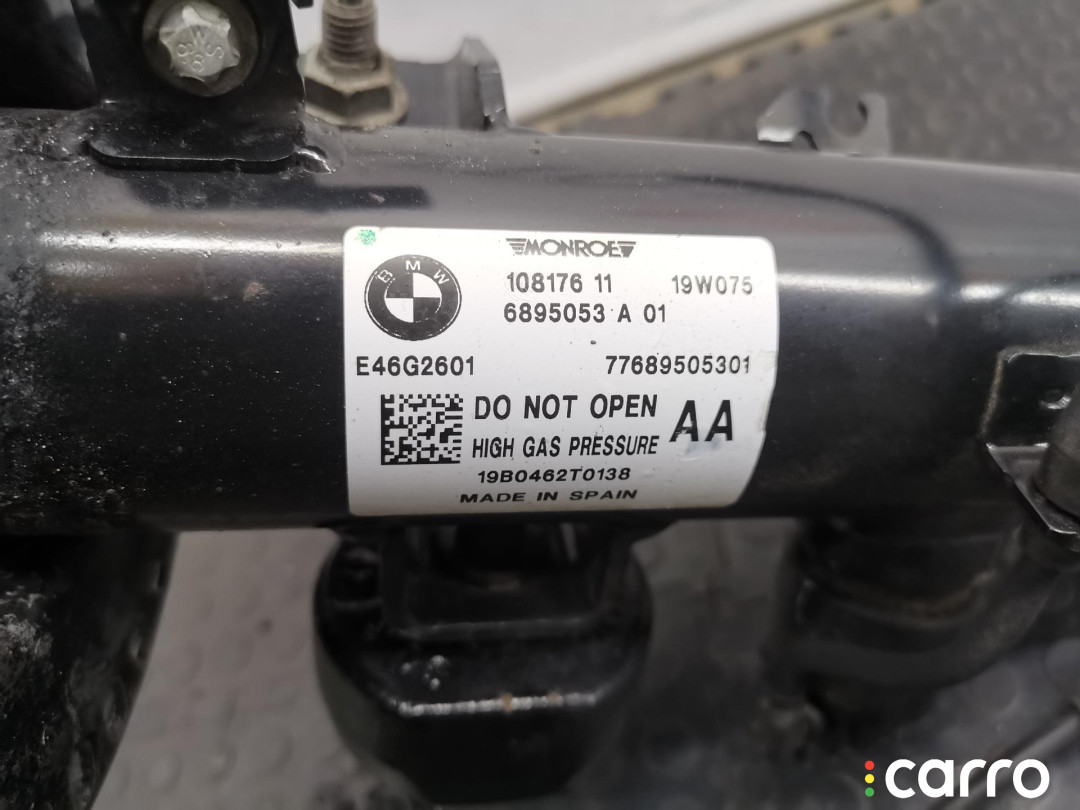 MONROE
BMW
108176 11 19W075
6895053 A 01
E46G2601 77689505301
DO NOT OPEN
HIGH GAS PRESSURE
AA
19B0462T0138
MADE IN SPAIN
carro